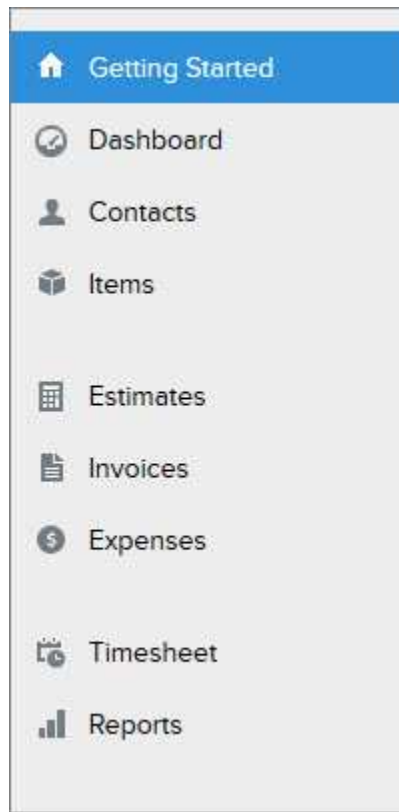 Getting Started
Dashboard
Contacts
Items
Estimates
Invoices
Expenses
Timesheet
Reports